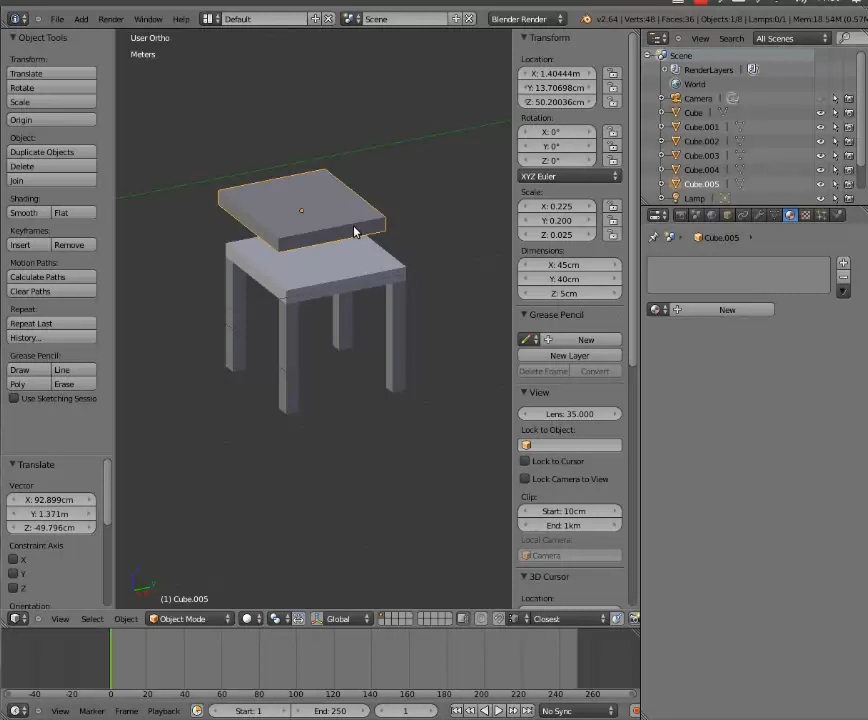 File Add Render Window Help Default Scene Blender Render v2.64 | Verts:48 | Faces:36 | Objects:1/8 | Lamps:0/1 | Mem:18.54M (0.57M
Object Tools
Transform:
Translate
Rotate
Scale
Origin
Object:
Duplicate Objects
Delete
Join
Shading:
Smooth Flat
Keyframes:
Insert Remove
Motion Paths:
Calculate Paths
Clear Paths
Repeat:
Repeat Last
History...
Grease Pencil:
Draw Line
Poly Erase
Use Sketching Sessio
Translate
Vector
X: 92.899cm
Y: 1.371m
Z: -49.796cm
Constraint Axis
X
Y
Z
Orientation
User Ortho
Meters
(1) Cube.005
View Select Object Object Mode Global Closest
Transform
Location:
X: 1.40444m
Y: 13.70698cm
Z: 50.20036cm
Rotation:
X: 0°
Y: 0°
Z: 0°
XYZ Euler
Scale:
X: 0.225
Y: 0.200
Z: 0.025
Dimensions:
X: 45cm
Y: 40cm
Z: 5cm
Grease Pencil
New
New Layer
Delete Frame Convert
View
Lens: 35.000
Lock to Object:
Lock to Cursor
Lock Camera to View
Clip:
Start: 10cm
End: 1km
Local Camera:
Camera
3D Cursor
Location:
View Search All Scenes
Scene
RenderLayers
World
Camera
Cube
Cube.001
Cube.002
Cube.003
Cube.004
Cube.005
Lamp
Cube.005
New
-40 -20 0 20 40 60 80 100 120 140 160 180 200 220 240 260
View Marker Frame Playback Start: 1 End: 250 1 No Sync